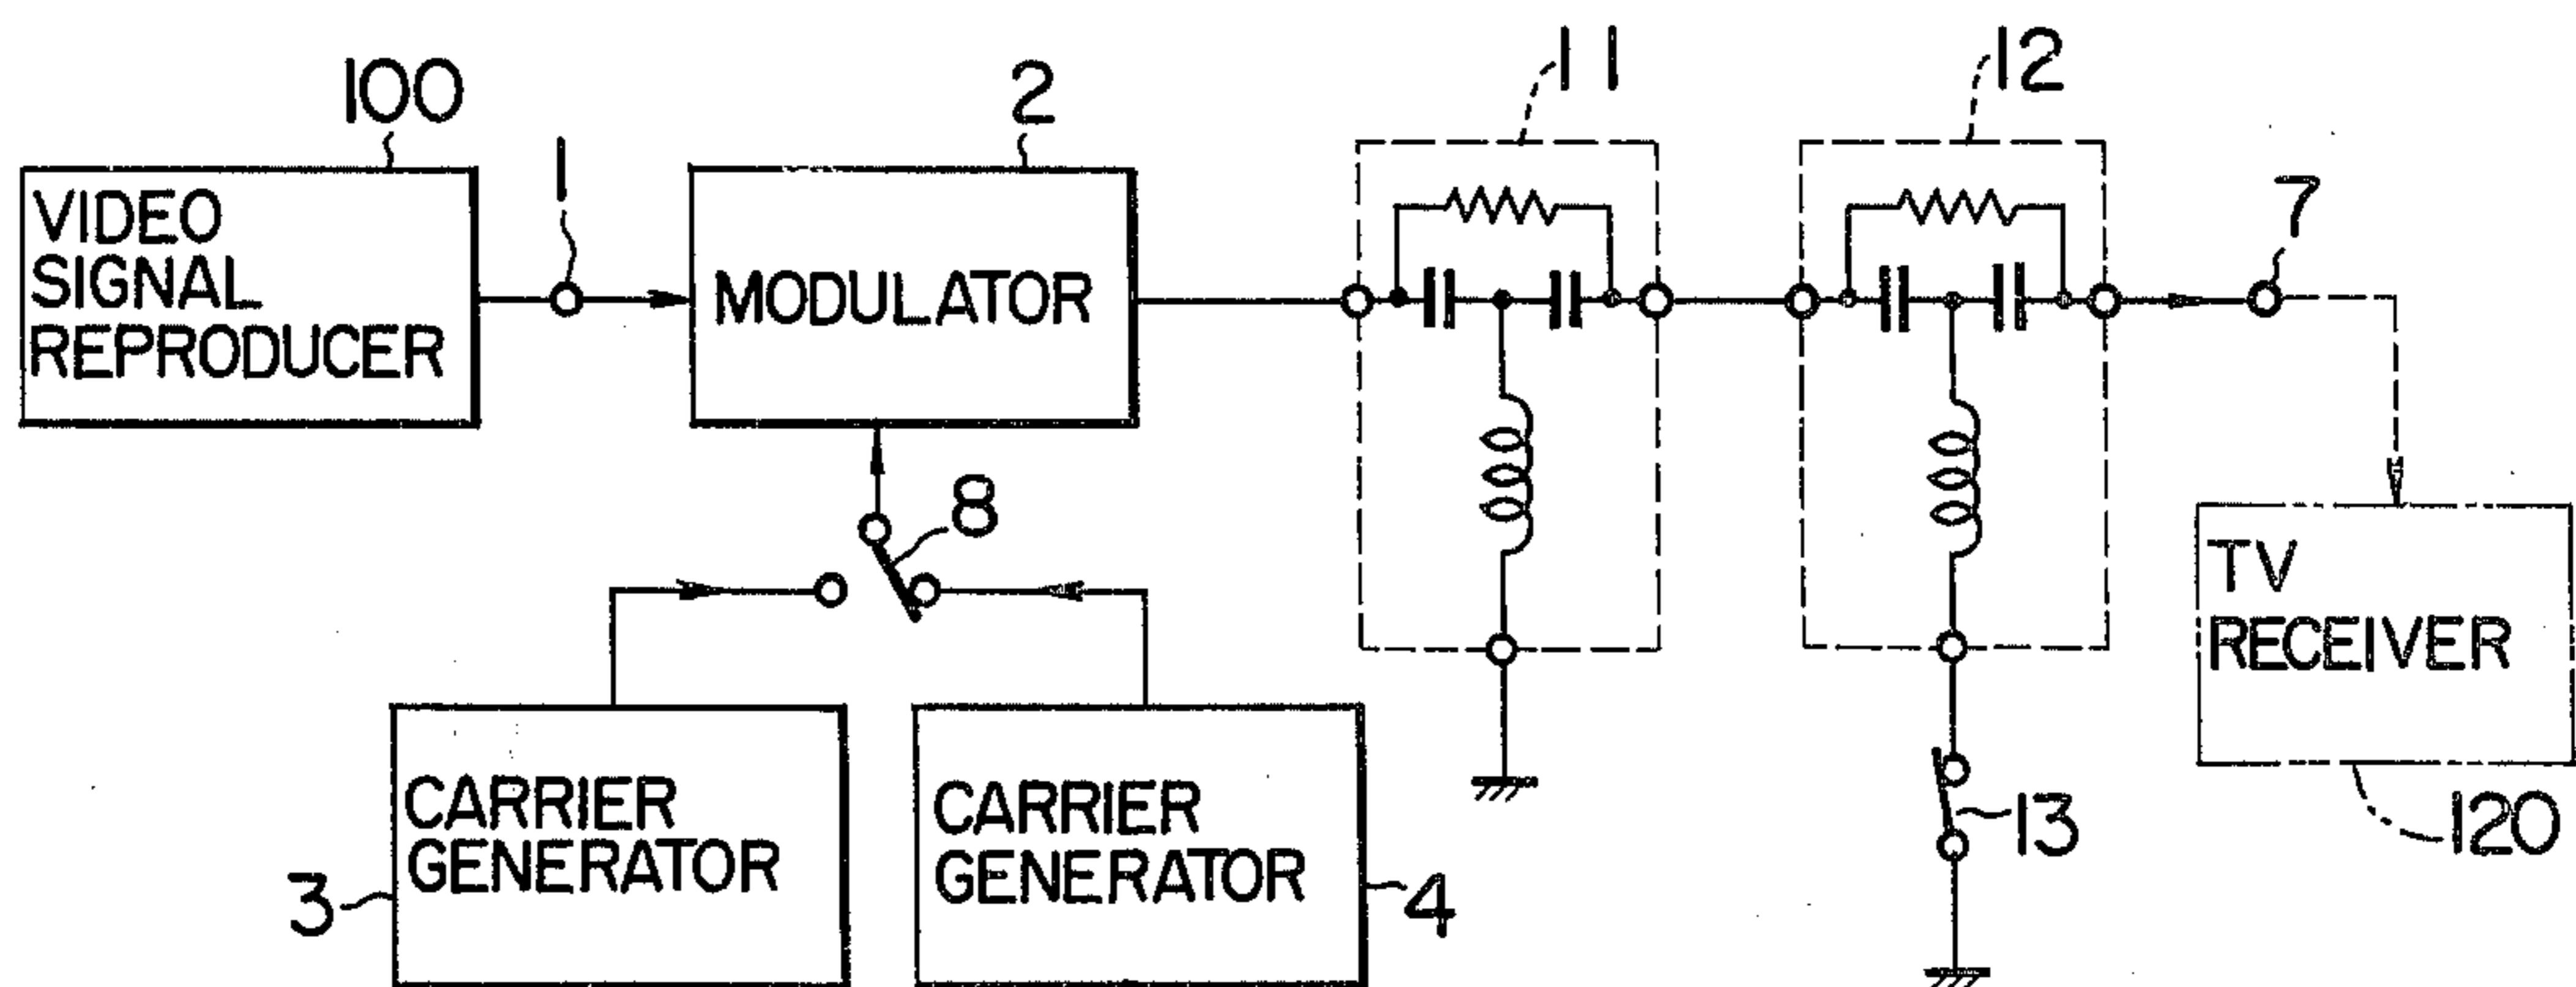 100
1
2
11
12
VIDEO
SIGNAL
REPRODUCER
MODULATOR
7
8
TV
RECEIVER
CARRIER
GENERATOR
3
CARRIER
GENERATOR
4
13
120